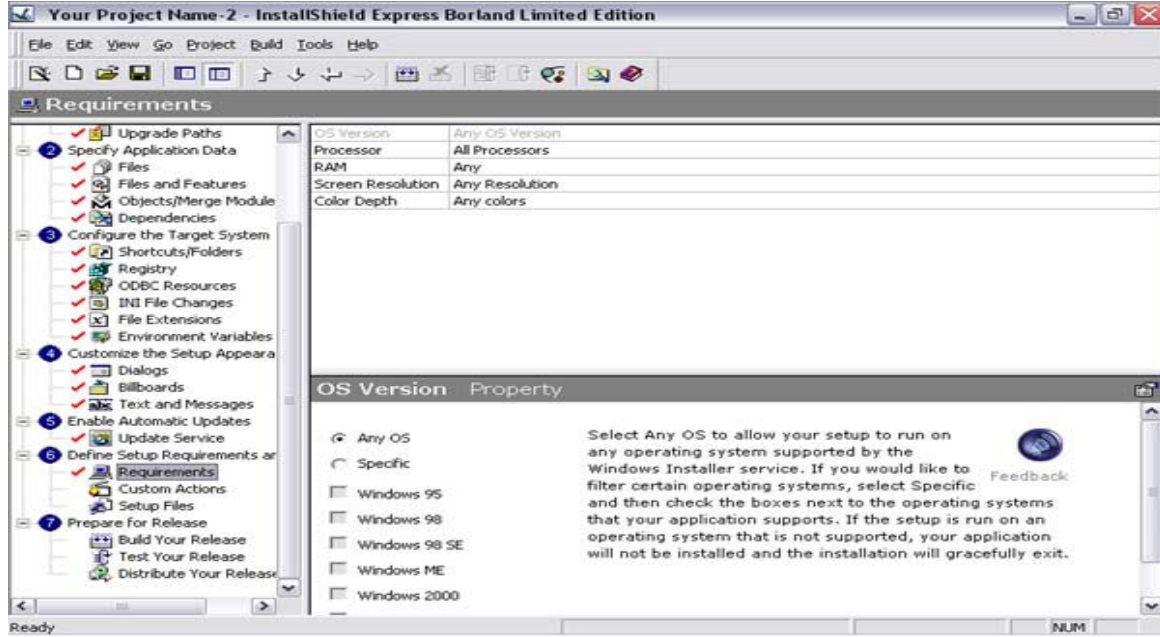 Your Project Name-2 - InstallShield Express Borland Limited Edition
File Edit View Go Project Build Tools Help
Requirements
Upgrade Paths
2 Specify Application Data
Files
Files and Features
Objects/Merge Module
Dependencies
3 Configure the Target System
Shortcuts/Folders
Registry
ODBC Resources
INI File Changes
File Extensions
Environment Variables
4 Customize the Setup Appeara
Dialogs
Billboards
Text and Messages
5 Enable Automatic Updates
Update Service
6 Define Setup Requirements ar
Requirements
Custom Actions
Setup Files
7 Prepare for Release
Build Your Release
Test Your Release
Distribute Your Release
OS Version Any OS Version
Processor All Processors
RAM Any
Screen Resolution Any Resolution
Color Depth Any colors
OS Version Property
Any OS
Specific
Windows 95
Windows 98
Windows 98 SE
Windows ME
Windows 2000
Select Any OS to allow your setup to run on
any operating system supported by the
Windows Installer service. If you would like to
filter certain operating systems, select Specific
and then check the boxes next to the operating systems
that your application supports. If the setup is run on an
operating system that is not supported, your application
will not be installed and the installation will gracefully exit.
Feedback
Ready
NUM